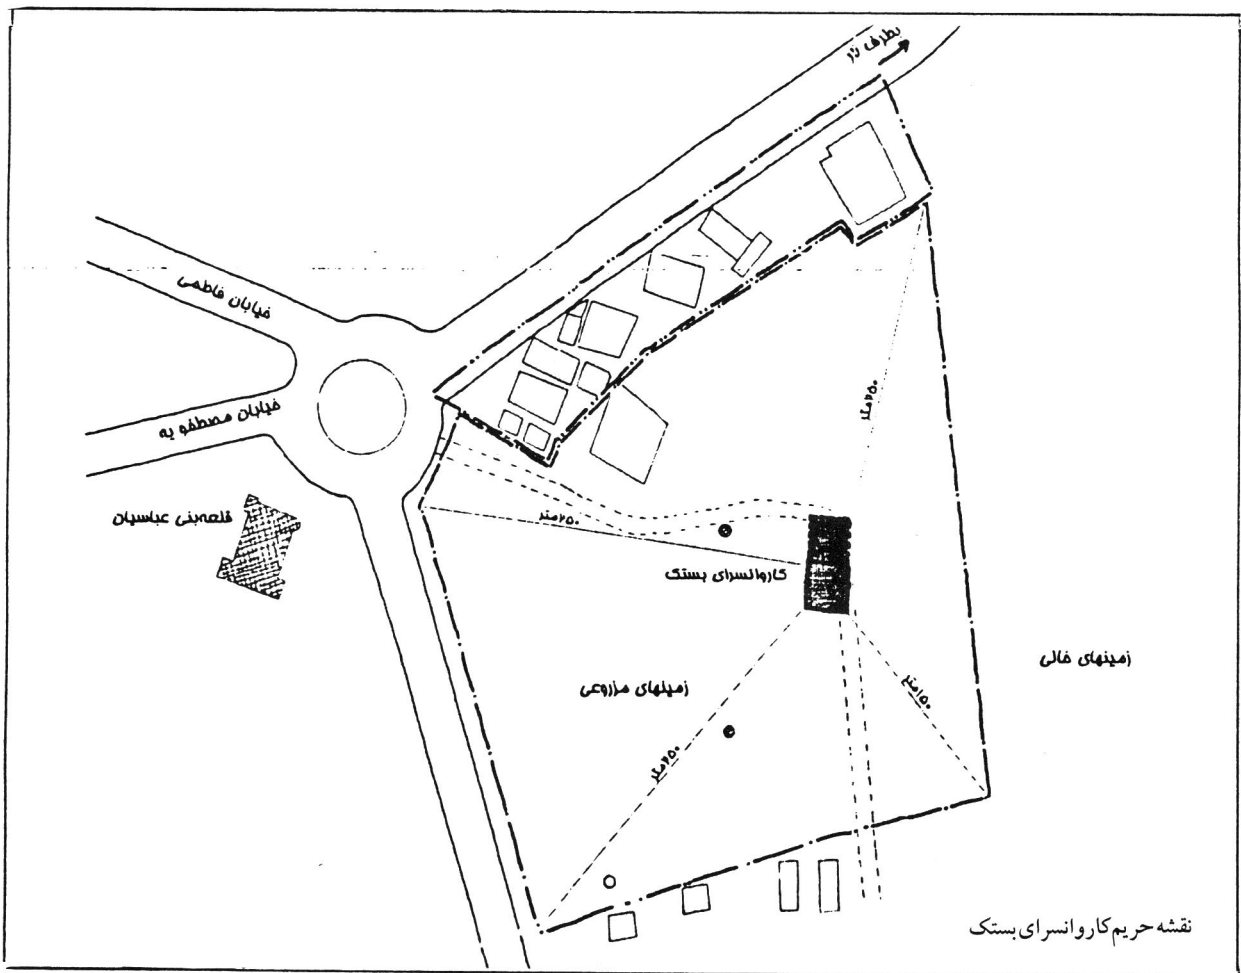 بطرف لار
خیابان فاطمی
خیابان مصطفویه
قلعه‌بنی عباسیان
۲۵۰متر
۲۵۰متر
کاروانسرای بستک
زمینهای خالی
زمینهای مزروعی
۱۵۰متر
۲۵۰متر
نقشه حریم کاروانسرای بستک